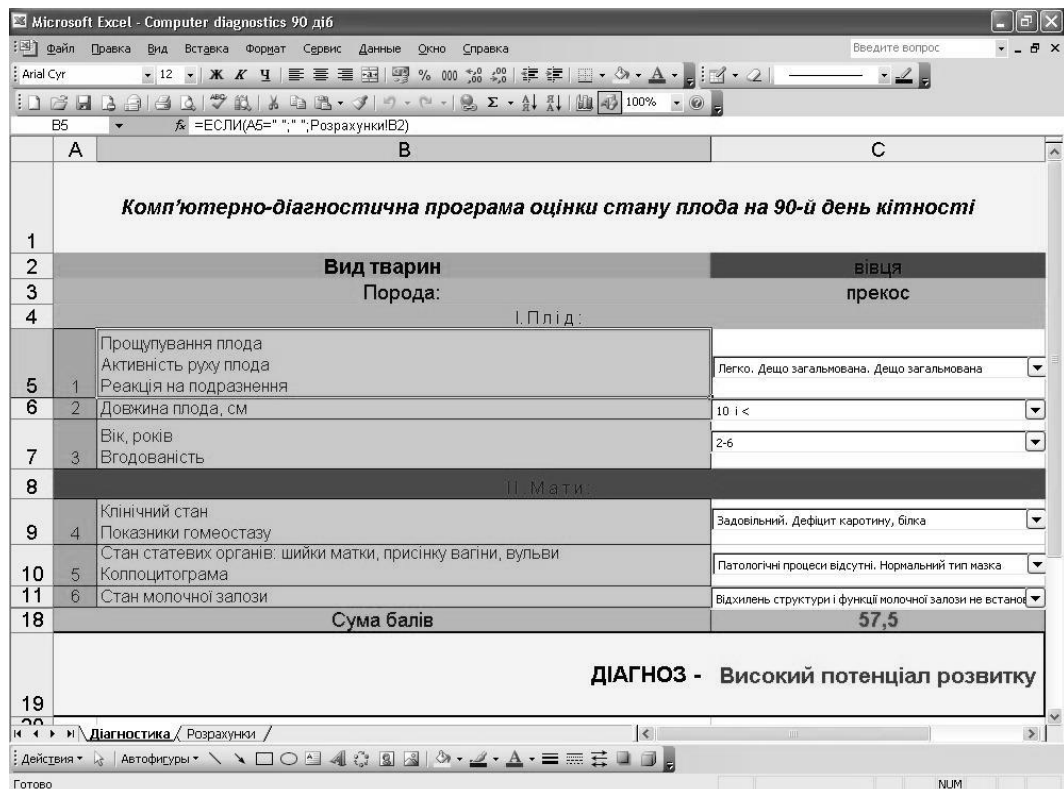 Microsoft Excel - Computer diagnostics 90 діб
Файл Правка Вид Вставка Формат Сервис Данные Окно Справка Введите вопрос
Arial Cyr 12 Ж К Ч % 000
100%
B5 fx =ЕСЛИ(A5=" ";" ";Розрахунки!B2)
A B C
1 Комп'ютерно-діагностична програма оцінки стану плода на 90-й день кітності
2 Вид тварин вівця
3 Порода: прекос
4 І.Плід:
Прощупування плода
Активність руху плода Легко. Дещо загальмована. Дещо загальмована
5 1 Реакція на подразнення
6 2 Довжина плода, см 10 і <
Вік, років 2-6
7 3 Вгодованість
8 ІІ.Мати:
Клінічний стан Задовільний. Дефіцит каротину, білка
9 4 Показники гомеостазу
Стан статевих органів: шийки матки, присінку вагіни, вульви Патологічні процеси відсутні. Нормальний тип мазка
10 5 Колпоцитограма
11 6 Стан молочної залози Відхилень структури і функції молочної залози не встанов
18 Сума балів 57,5
19 ДІАГНОЗ - Високий потенціал розвитку
20
Діагностика Розрахунки
Действия Автофигуры
Готово NUM